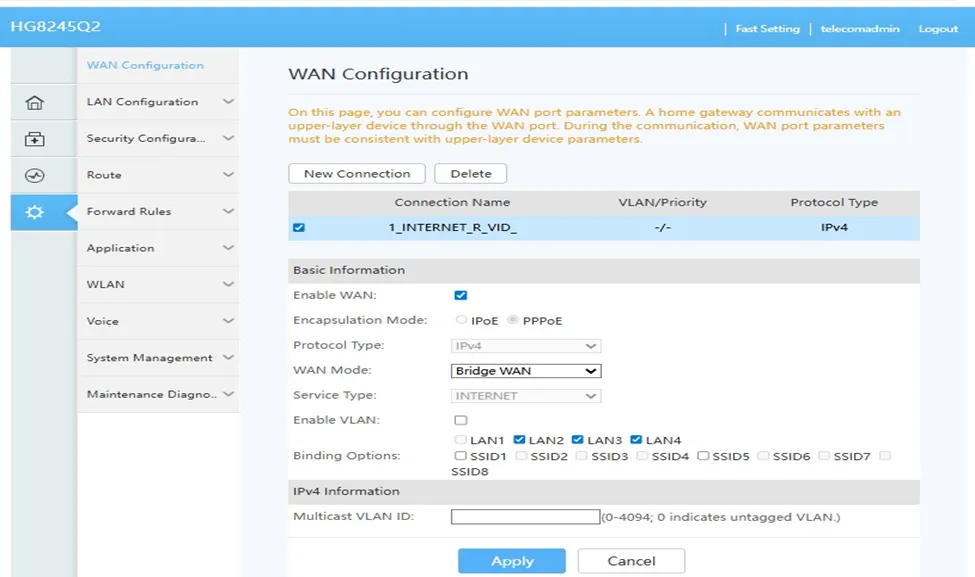 HG8245Q2
Fast Setting | telecomadmin Logout
WAN Configuration
LAN Configuration
Security Configura...
Route
Forward Rules
Application
WLAN
Voice
System Management
Maintenance Diagno..
WAN Configuration
On this page, you can configure WAN port parameters. A home gateway communicates with an
upper-layer device through the WAN port. During the communication, WAN port parameters
must be consistent with upper-layer device parameters.
New Connection Delete
Connection Name VLAN/Priority Protocol Type
1_INTERNET_R_VID_ -/- IPv4
Basic Information
Enable WAN:
Encapsulation Mode: IPoE PPPoE
Protocol Type: IPv4
WAN Mode: Bridge WAN
Service Type: INTERNET
Enable VLAN:
LAN1 LAN2 LAN3 LAN4
Binding Options: SSID1 SSID2 SSID3 SSID4 SSID5 SSID6 SSID7
SSID8
IPv4 Information
Multicast VLAN ID: (0-4094; 0 indicates untagged VLAN.)
Apply Cancel